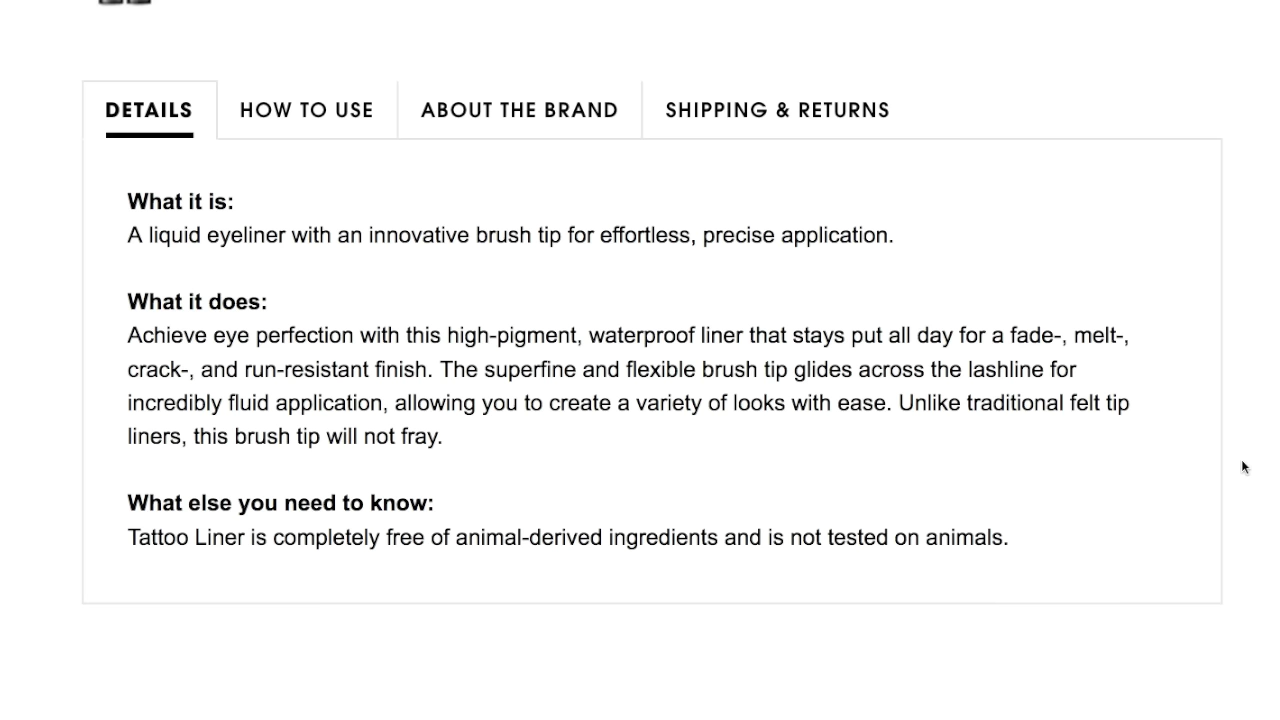 DETAILS HOW TO USE ABOUT THE BRAND SHIPPING & RETURNS
What it is:
A liquid eyeliner with an innovative brush tip for effortless, precise application.
What it does:
Achieve eye perfection with this high-pigment, waterproof liner that stays put all day for a fade-, melt-,
crack-, and run-resistant finish. The superfine and flexible brush tip glides across the lashline for
incredibly fluid application, allowing you to create a variety of looks with ease. Unlike traditional felt tip
liners, this brush tip will not fray.
What else you need to know:
Tattoo Liner is completely free of animal-derived ingredients and is not tested on animals.